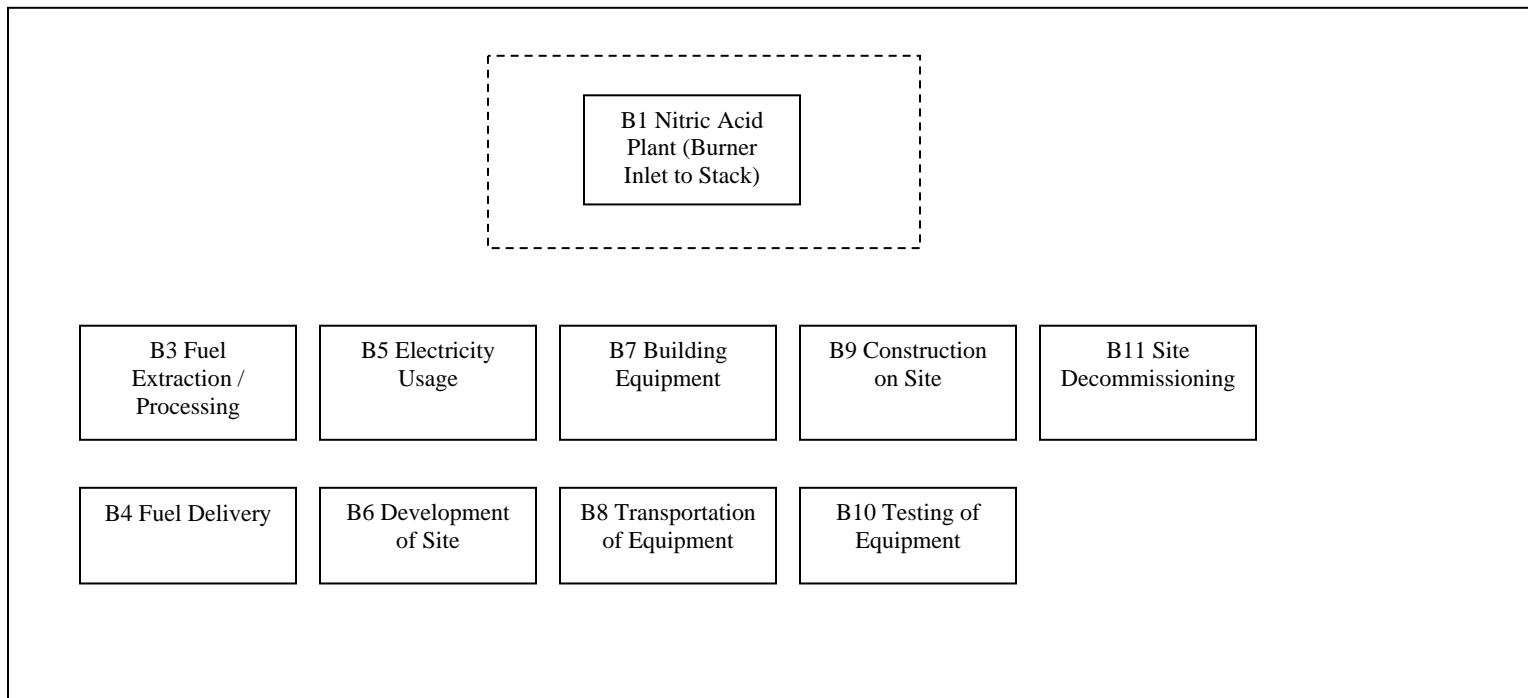 B1 Nitric Acid
Plant (Burner
Inlet to Stack)
B3 Fuel
Extraction /
Processing
B5 Electricity
Usage
B7 Building
Equipment
B9 Construction
on Site
B11 Site
Decommissioning
B4 Fuel Delivery
B6 Development
of Site
B8 Transportation
of Equipment
B10 Testing of
Equipment